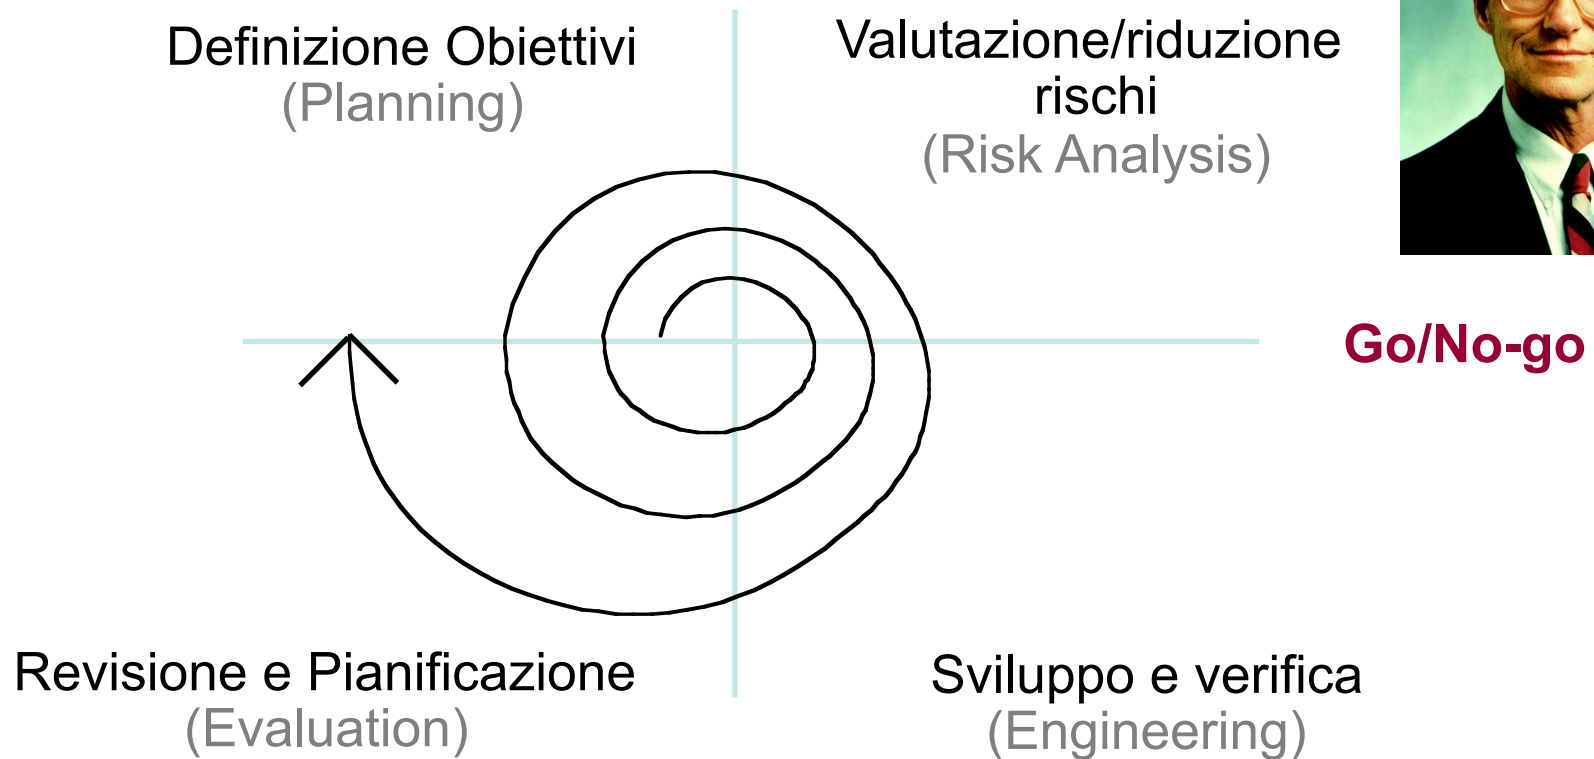 Definizione Obiettivi
(Planning)
Valutazione/riduzione
rischi
(Risk Analysis)
Go/No-go
Revisione e Pianificazione
(Evaluation)
Sviluppo e verifica
(Engineering)